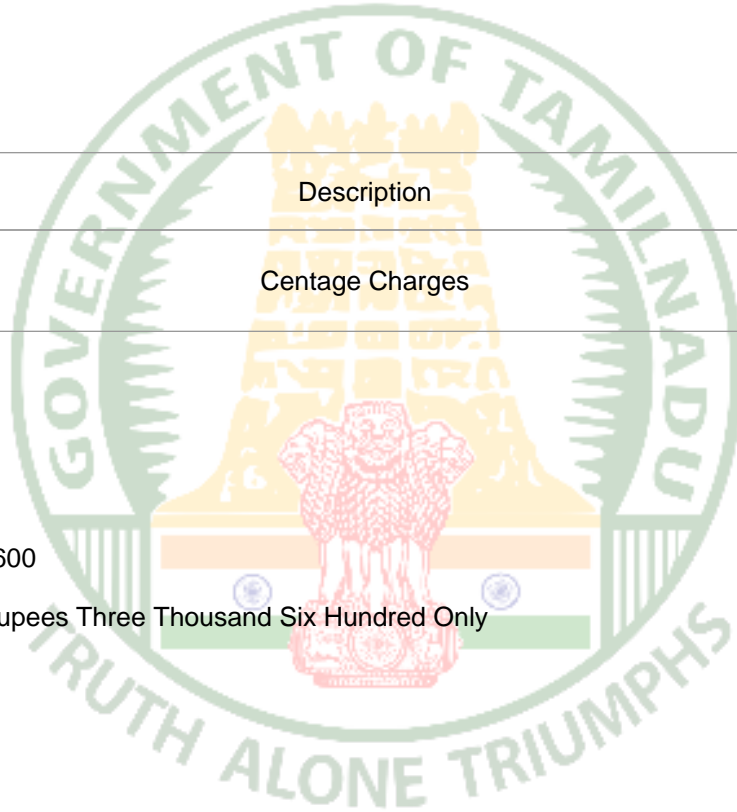 GOVERNMENT OF TAMILNADU
Description
Centage Charges
600
upees Three Thousand Six Hundred Only
TRUTH ALONE TRIUMPHS